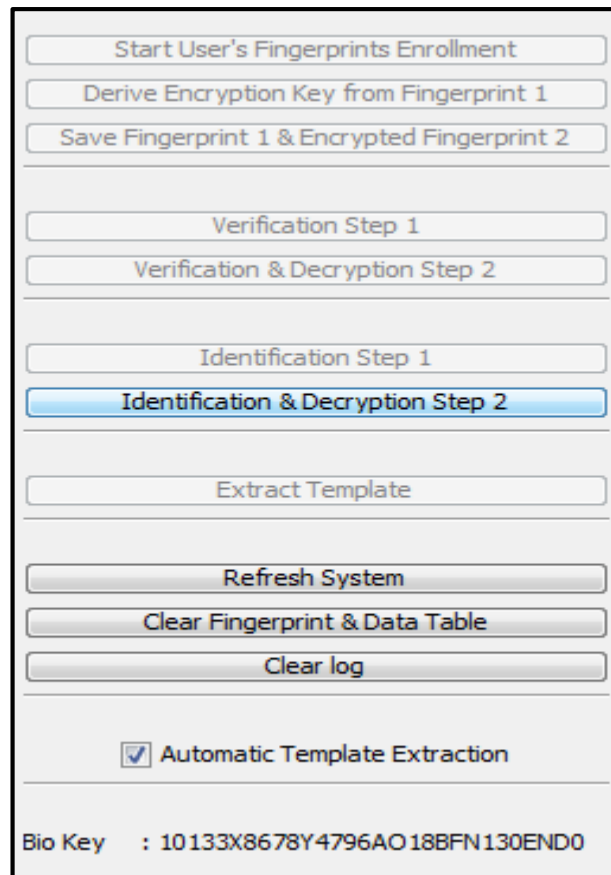 Start User's Fingerprints Enrollment
Derive Encryption Key from Fingerprint 1
Save Fingerprint 1 & Encrypted Fingerprint 2
Verification Step 1
Verification & Decryption Step 2
Identification Step 1
Identification & Decryption Step 2
Extract Template
Refresh System
Clear Fingerprint & Data Table
Clear log
Automatic Template Extraction
Bio Key : 10133X8678Y4796AO18BFN130END0